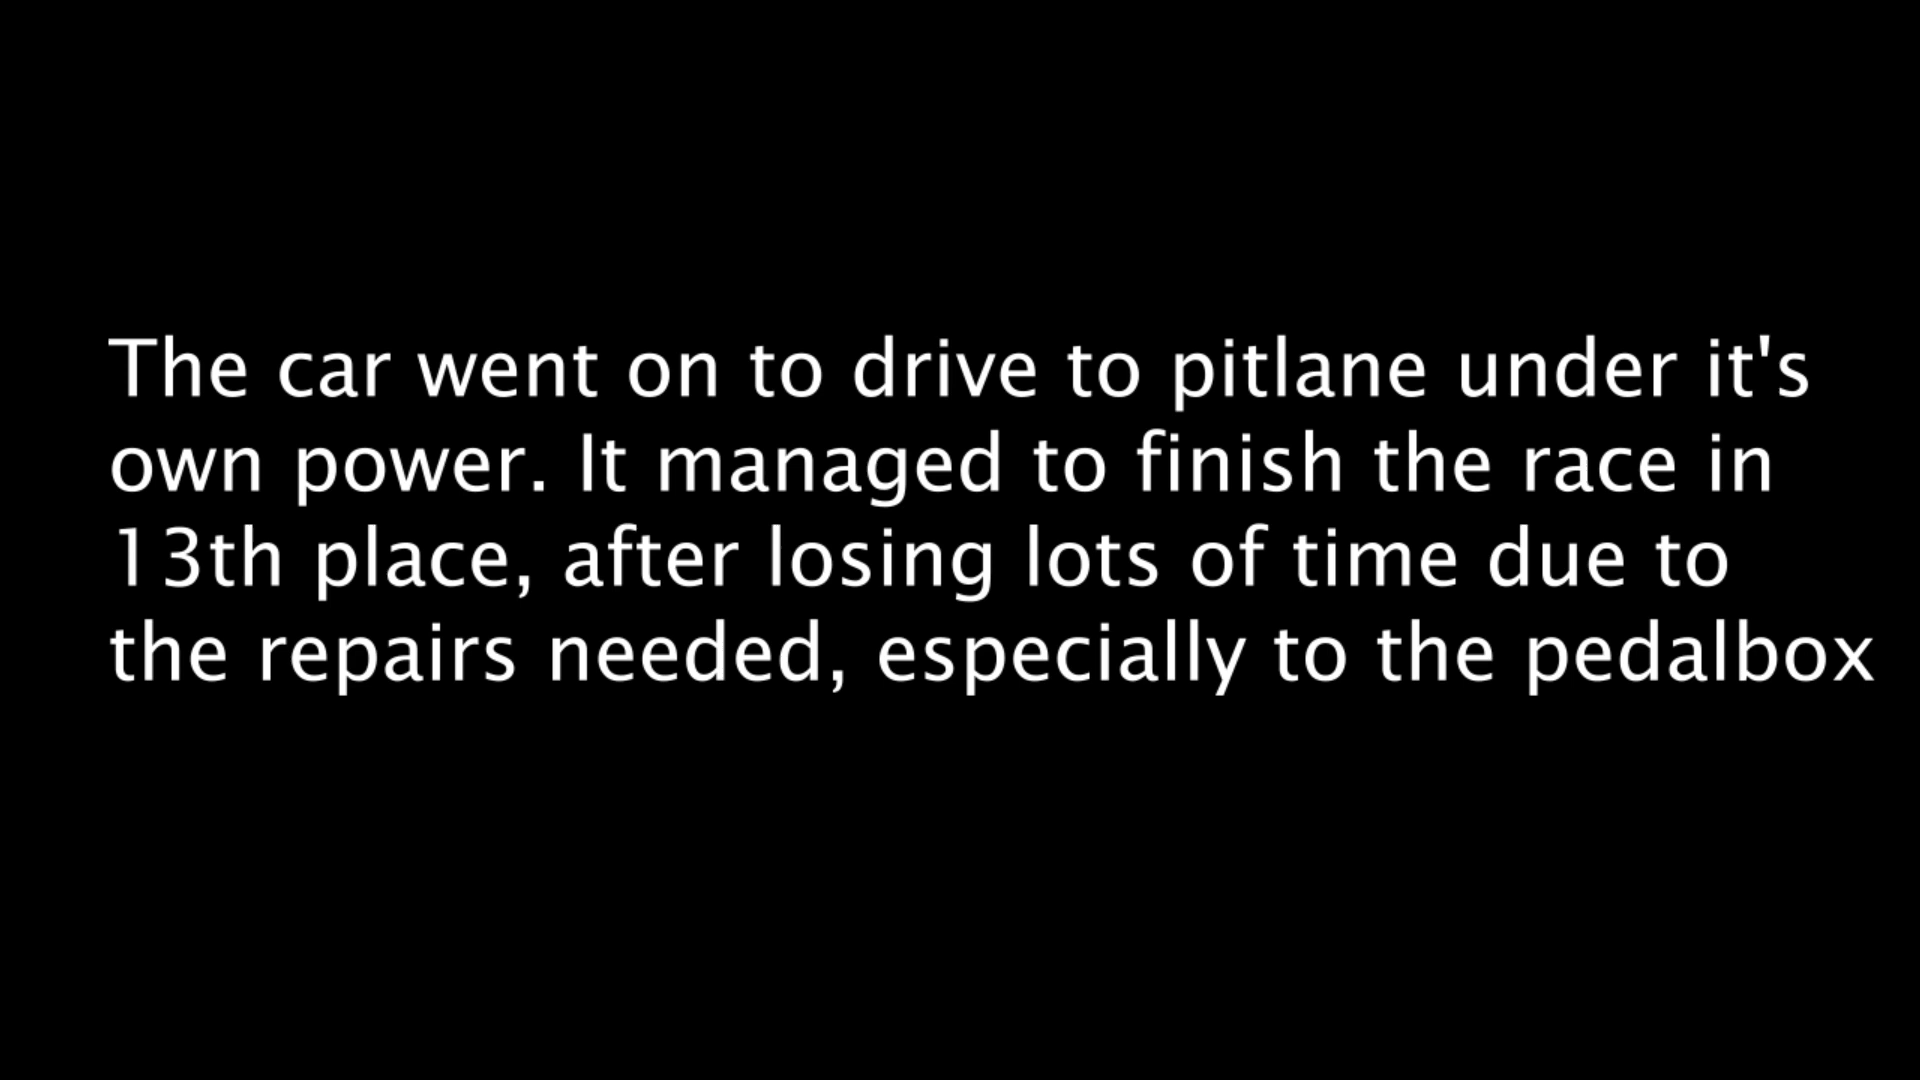 The car went on to drive to pitlane under it's
own power. It managed to finish the race in
13th place, after losing lots of time due to
the repairs needed, especially to the pedalbox